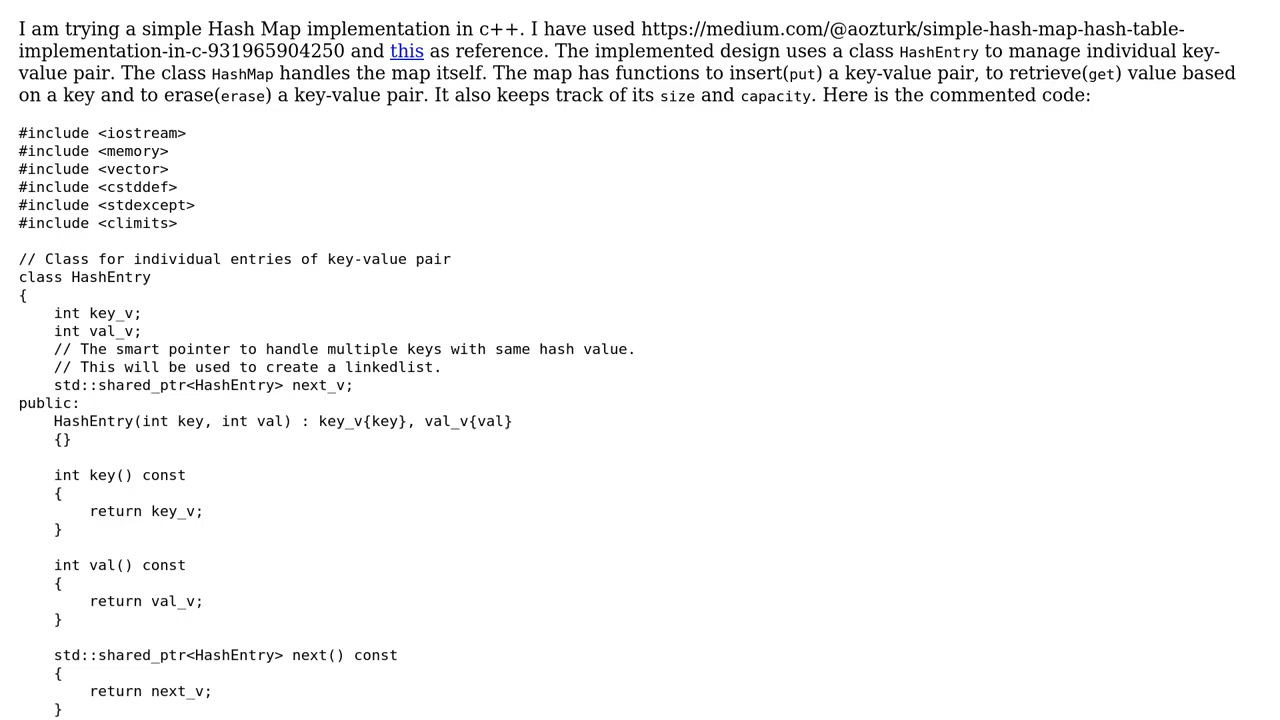 I am trying a simple Hash Map implementation in c++. I have used https://medium.com/@aozturk/simple-hash-map-hash-table-
implementation-in-c-931965904250 and this as reference. The implemented design uses a class HashEntry to manage individual key-
value pair. The class HashMap handles the map itself. The map has functions to insert(put) a key-value pair, to retrieve(get) value based
on a key and to erase(erase) a key-value pair. It also keeps track of its size and capacity. Here is the commented code:
#include <iostream>
#include <memory>
#include <vector>
#include <cstddef>
#include <stdexcept>
#include <climits>
// Class for individual entries of key-value pair
class HashEntry
{
    int key_v;
    int val_v;
    // The smart pointer to handle multiple keys with same hash value.
    // This will be used to create a linkedlist.
    std::shared_ptr<HashEntry> next_v;
public:
    HashEntry(int key, int val) : key_v{key}, val_v{val}
    {}
    int key() const
    {
        return key_v;
    }
    int val() const
    {
        return val_v;
    }
    std::shared_ptr<HashEntry> next() const
    {
        return next_v;
    }